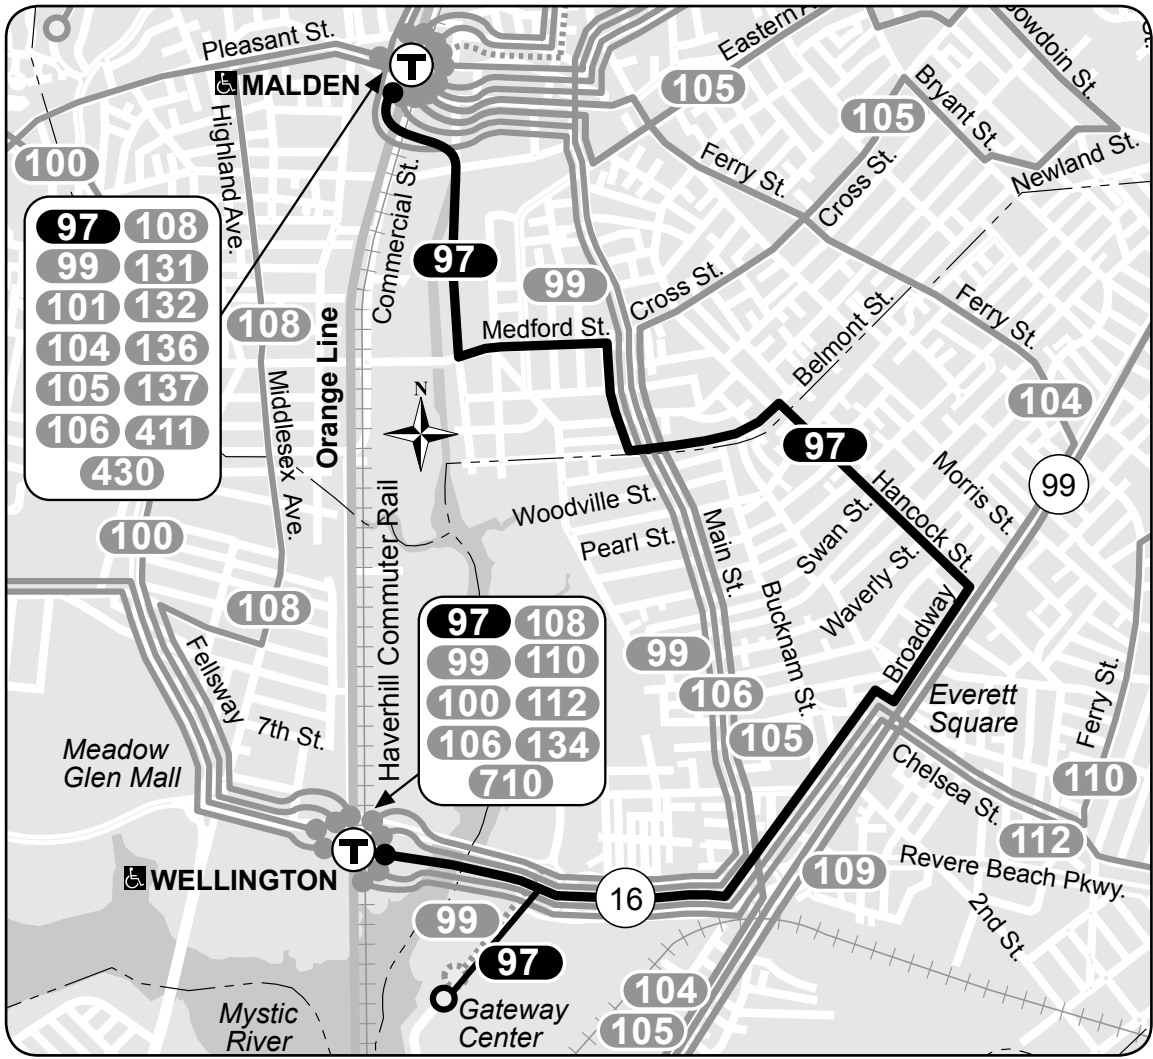 Pleasant St.
T
MALDEN
Eastern A
Bowdoin St.
St.
105
105
Bryant St.
100
Highland Ave.
Commercial St.
Ferry St.
Cross St.
Newland St.
97 108
99 131
101 132
104 136
105 137
106 411
430
97
99
Cross St.
108
Orange Line
Medford St.
Belmont St.
Ferry St.
104
Middlesex Ave.
N
97
99
Hancock St.
Morris St.
Woodville St.
Pearl St.
Main St.
Swan St.
Waverly St.
100
Haverhill Commuter Rail
108
Bucknam St.
Broadway
97 108
99 110
100 112
106 134
710
99
106
105
Fellsway
7th St.
Everett
Square
Ferry St.
Meadow
Glen Mall
Chelsea St.
110
112
T
WELLINGTON
16
109
Revere Beach Pkwy.
2nd St.
99
97
104
105
Gateway
Center
Mystic
River